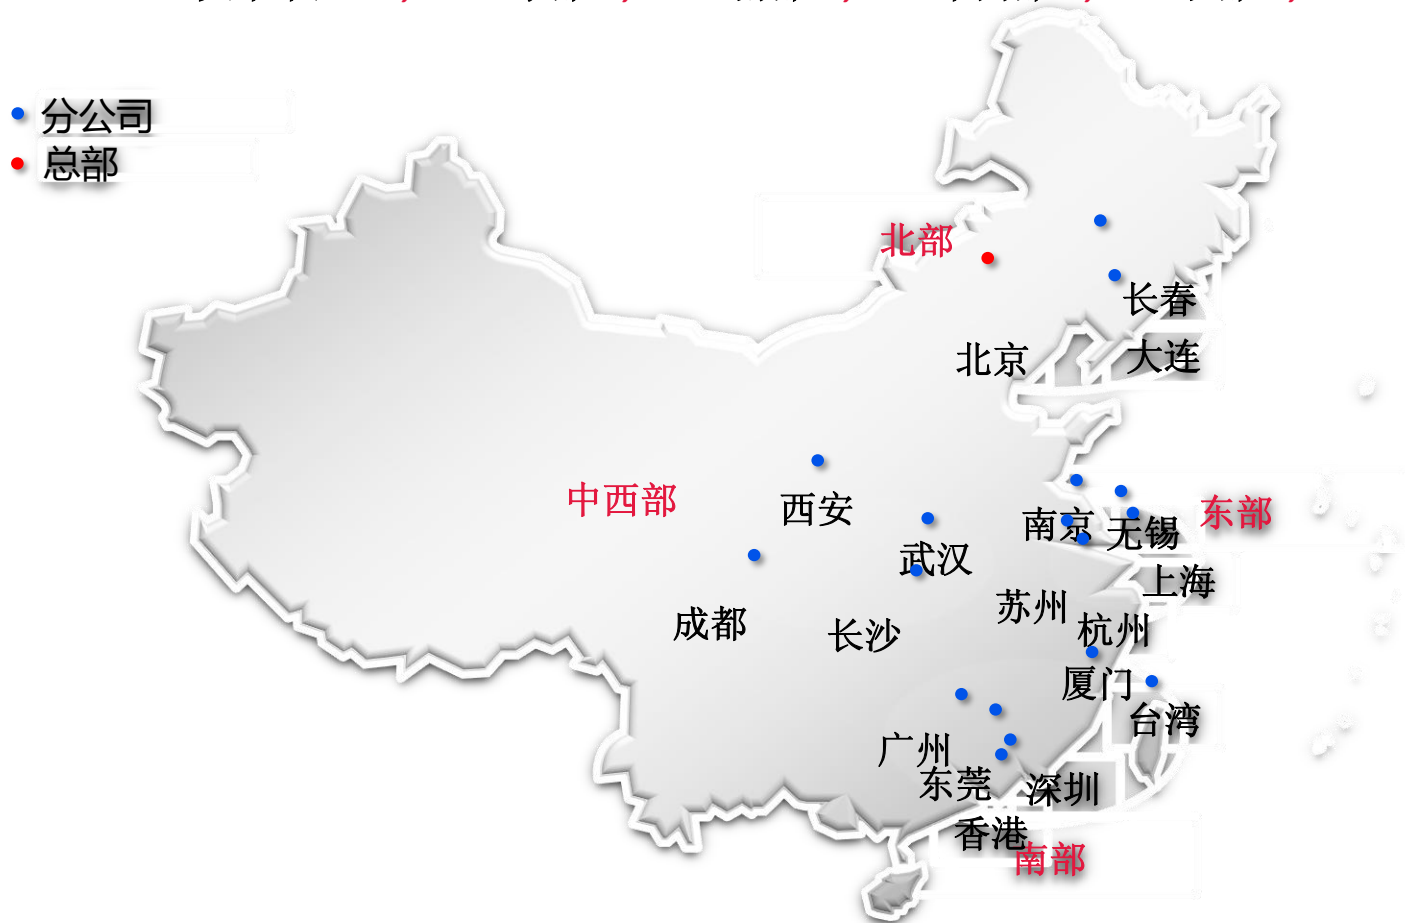 分公司
总部
北部
长春
北京
大连
中西部
西安
南京
无锡
东部
武汉
上海
苏州
成都
长沙
杭州
厦门
台湾
广州
东莞
深圳
香港
南部